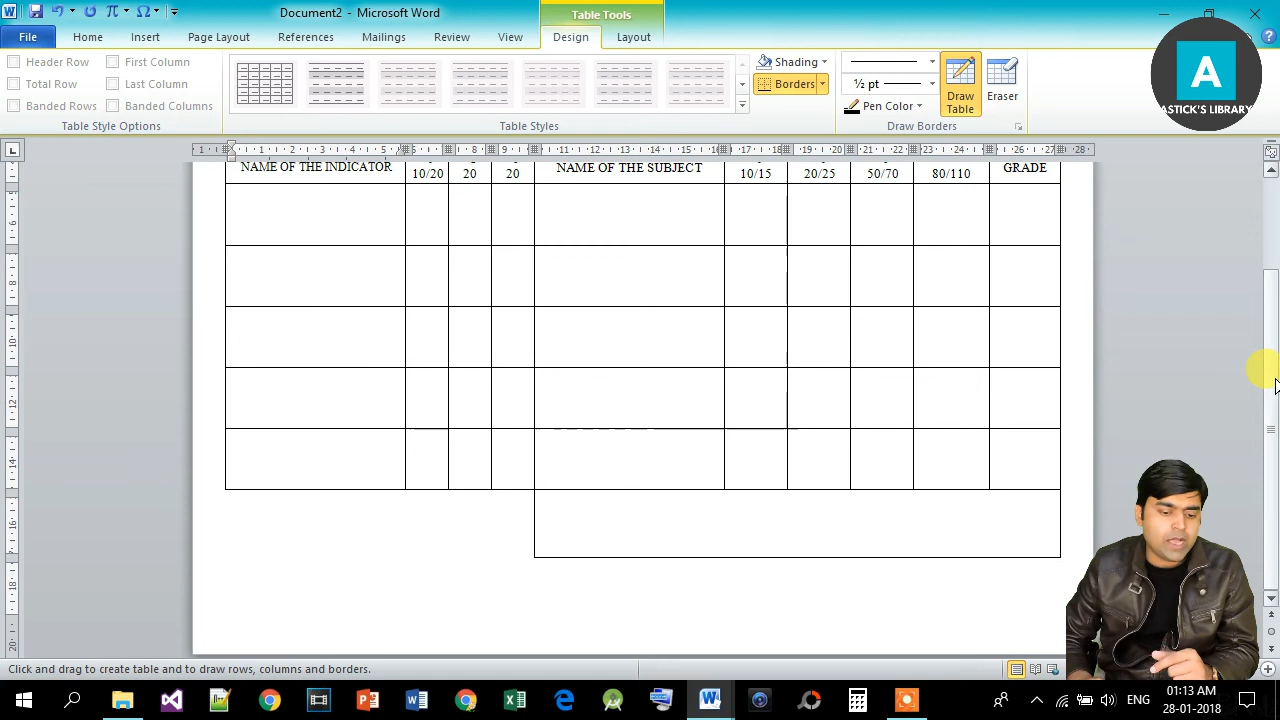 Document2 - Microsoft Word
Table Tools
File
Home
Insert
Page Layout
References
Mailings
Review
View
Design
Layout
Header Row
First Column
Total Row
Last Column
Banded Rows
Banded Columns
Table Style Options
Table Styles
Shading
Borders
½ pt
Pen Color
Draw
Table
Eraser
Draw Borders
A
ASTICK'S LIBRARY
NAME OF THE INDICATOR
10/20
20
20
NAME OF THE SUBJECT
10/15
20/25
50/70
80/110
GRADE
Click and drag to create table and to draw rows, columns and borders.
ENG
01:13 AM
28-01-2018